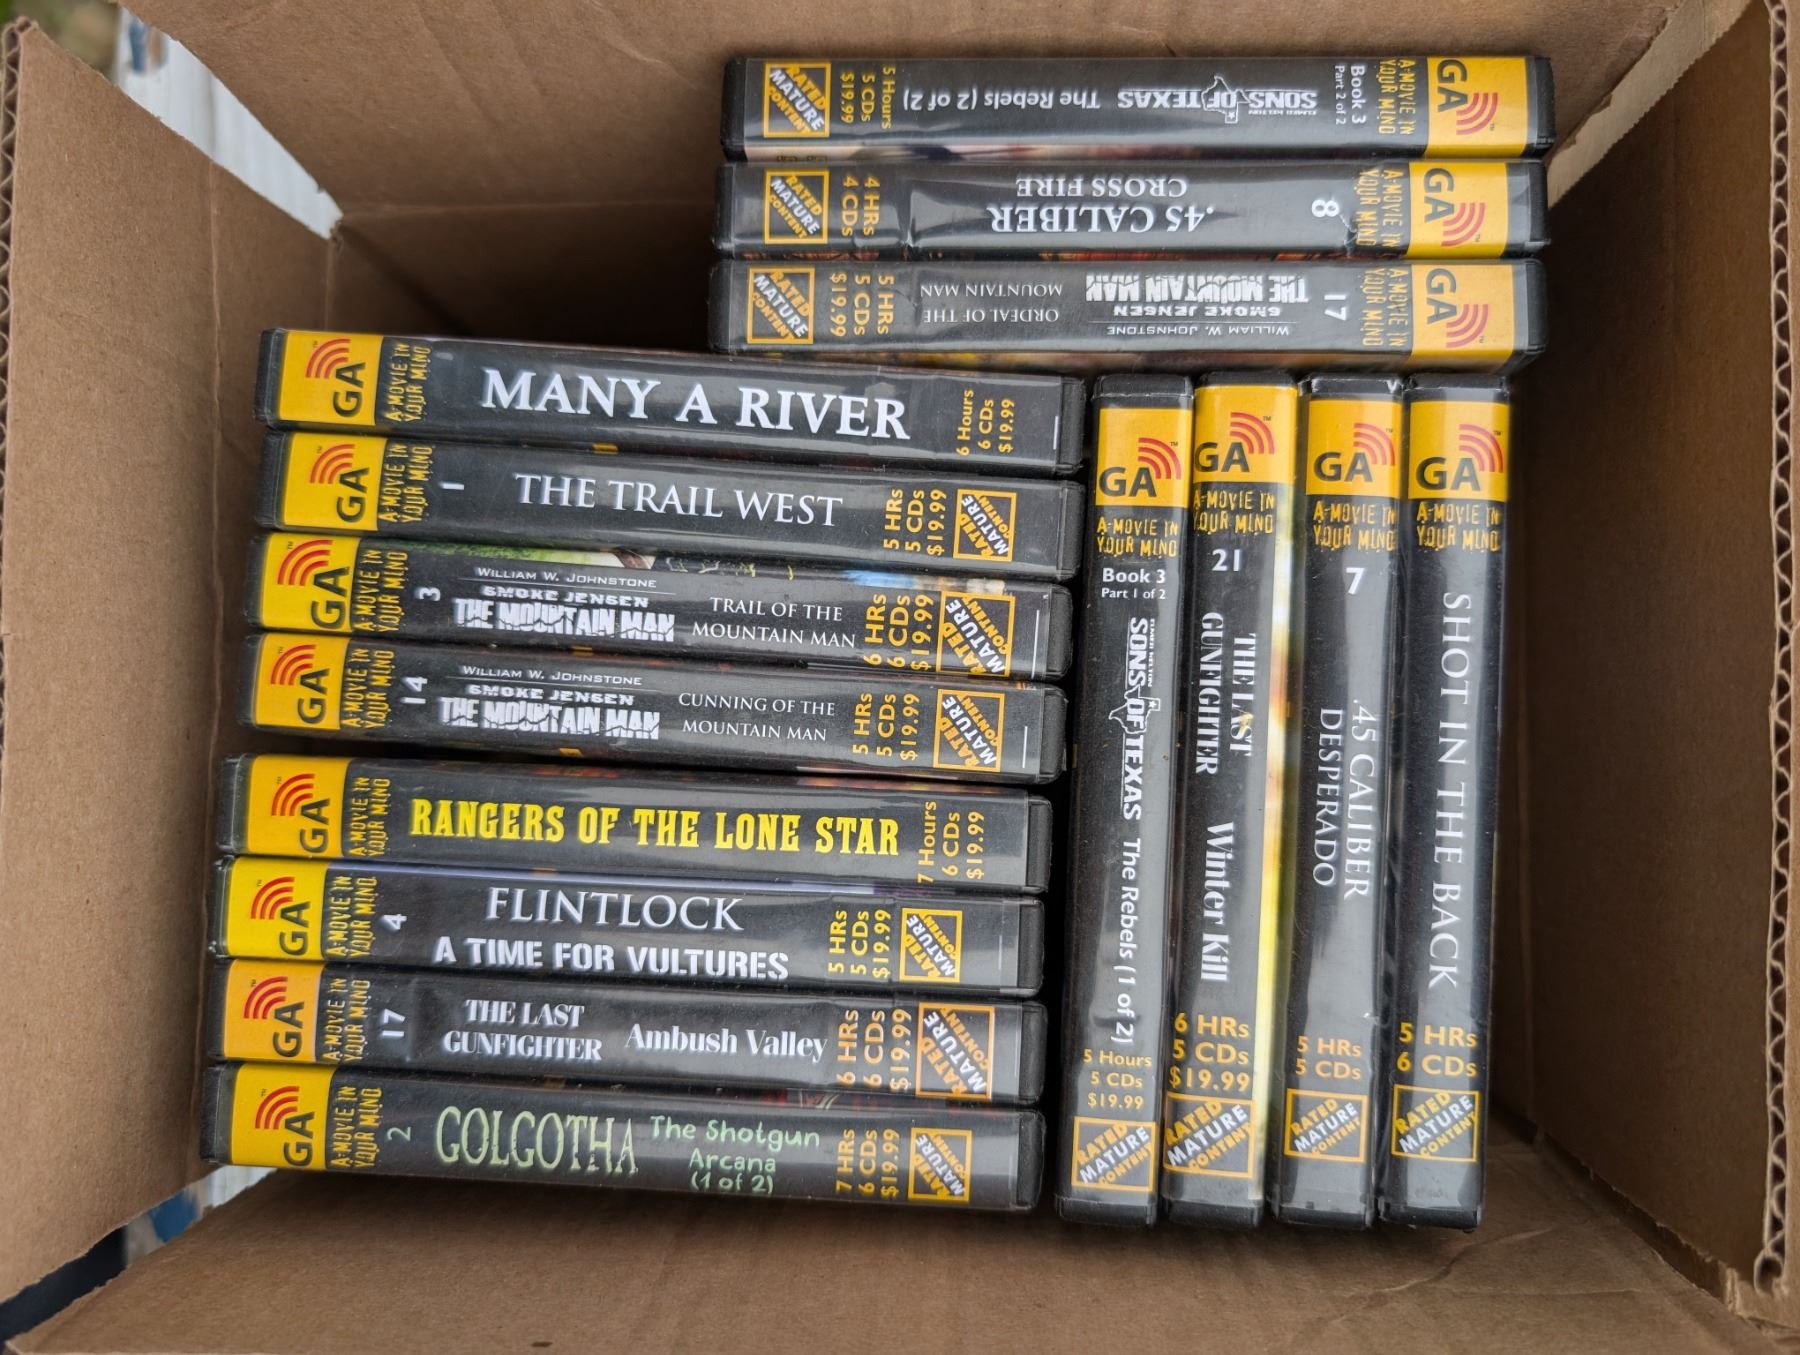 GA
A·MOVIE IN
YOUR MIND
Book 3
Part 2 of 2
ELMER KELTON
SONS OF TEXAS
The Rebels (2 of 2)
5 Hours
5 CDs
$19.99
RATED
MATURE
CONTENT
GA
A·MOVIE IN
YOUR MIND
8
.45 CALIBER
CROSS FIRE
4 HRs
4 CDs
RATED
MATURE
CONTENT
GA
A·MOVIE IN
YOUR MIND
17
WILLIAM W. JOHNSTONE
SMOKE JENSEN
THE MOUNTAIN MAN
ORDEAL OF THE
MOUNTAIN MAN
5 HRs
5 CDs
$19.99
RATED
MATURE
CONTENT
GA
A·MOVIE IN
YOUR MIND
MANY A RIVER
6 Hours
6 CDs
$19.99
GA
A·MOVIE IN
YOUR MIND
1
THE TRAIL WEST
5 HRs
5 CDs
$19.99
RATED
MATURE
CONTENT
GA
A·MOVIE IN
YOUR MIND
3
WILLIAM W. JOHNSTONE
SMOKE JENSEN
THE MOUNTAIN MAN
TRAIL OF THE
MOUNTAIN MAN
6 HRs
6 CDs
$19.99
RATED
MATURE
CONTENT
GA
A·MOVIE IN
YOUR MIND
14
WILLIAM W. JOHNSTONE
SMOKE JENSEN
THE MOUNTAIN MAN
CUNNING OF THE
MOUNTAIN MAN
5 HRs
5 CDs
$19.99
RATED
MATURE
CONTENT
GA
A·MOVIE IN
YOUR MIND
RANGERS OF THE LONE STAR
7 Hours
6 CDs
$19.99
GA
A·MOVIE IN
YOUR MIND
4
FLINTLOCK
A TIME FOR VULTURES
5 HRs
5 CDs
$19.99
RATED
MATURE
CONTENT
GA
A·MOVIE IN
YOUR MIND
17
THE LAST
GUNFIGHTER
Ambush Valley
6 HRs
6 CDs
$19.99
RATED
MATURE
CONTENT
GA
A·MOVIE IN
YOUR MIND
2
GOLGOTHA
The Shotgun
Arcana
(1 of 2)
7 HRs
6 CDs
$19.99
RATED
MATURE
CONTENT
GA
A·MOVIE IN
YOUR MIND
Book 3
Part 1 of 2
ELMER KELTON
SONS OF TEXAS
The Rebels (1 of 2)
5 Hours
5 CDs
$19.99
RATED
MATURE
CONTENT
GA
A·MOVIE IN
YOUR MIND
21
THE LAST
GUNFIGHTER
Winter Kill
6 HRs
5 CDs
$19.99
RATED
MATURE
CONTENT
GA
A·MOVIE IN
YOUR MIND
7
.45 CALIBER
DESPERADO
5 HRs
5 CDs
RATED
MATURE
CONTENT
GA
A·MOVIE IN
YOUR MIND
SHOT IN THE BACK
5 HRs
6 CDs
RATED
MATURE
CONTENT